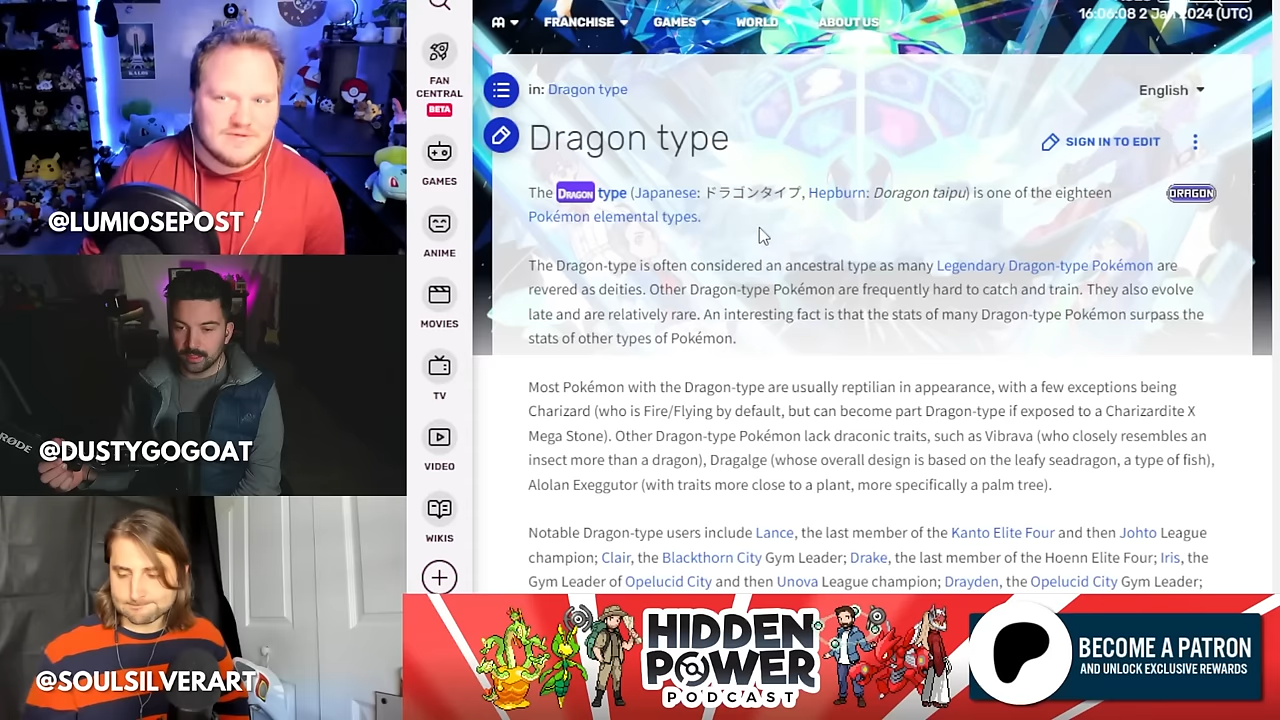 FRANCHISE
GAMES
WORLD
ABOUT US
16:06:08 2 Jan 2024 (UTC)
KALOS
@LUMIOSEPOST
RØDE
@DUSTYGOGOAT
@SOULSILVERART
FAN
CENTRAL
BETA
GAMES
ANIME
MOVIES
TV
VIDEO
WIKIS
in: Dragon type
English
Dragon type
SIGN IN TO EDIT
The DRAGON type (Japanese: ドラゴンタイプ, Hepburn: Doragon taipu) is one of the eighteen
Pokémon elemental types.
DRAGON
The Dragon-type is often considered an ancestral type as many Legendary Dragon-type Pokémon are
revered as deities. Other Dragon-type Pokémon are frequently hard to catch and train. They also evolve
late and are relatively rare. An interesting fact is that the stats of many Dragon-type Pokémon surpass the
stats of other types of Pokémon.
Most Pokémon with the Dragon-type are usually reptilian in appearance, with a few exceptions being
Charizard (who is Fire/Flying by default, but can become part Dragon-type if exposed to a Charizardite X
Mega Stone). Other Dragon-type Pokémon lack draconic traits, such as Vibrava (who closely resembles an
insect more than a dragon), Dragalge (whose overall design is based on the leafy seadragon, a type of fish),
Alolan Exeggutor (with traits more close to a plant, more specifically a palm tree).
Notable Dragon-type users include Lance, the last member of the Kanto Elite Four and then Johto League
champion; Clair, the Blackthorn City Gym Leader; Drake, the last member of the Hoenn Elite Four; Iris, the
Gym Leader of Opelucid City and then Unova League champion; Drayden, the Opelucid City Gym Leader;
HIDDEN
POWER
PODCAST
BECOME A PATRON
AND UNLOCK EXCLUSIVE REWARDS